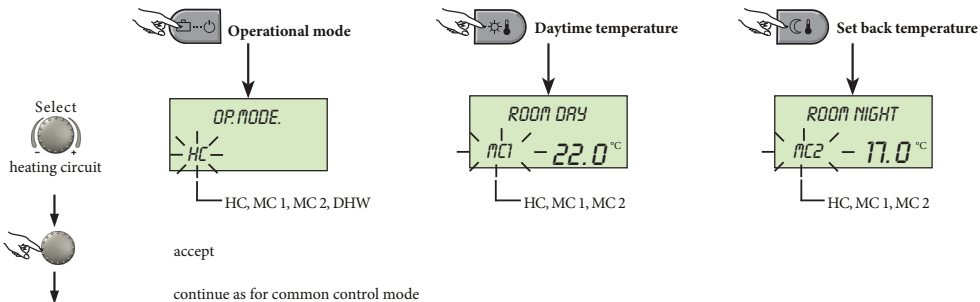 Operational mode
Daytime temperature
Set back temperature
Select
- +
heating circuit
OP. MODE.
HC
HC, MC 1, MC 2, DHW
ROOM DAY
MC1 22.0 °C
HC, MC 1, MC 2
ROOM NIGHT
MC2 17.0 °C
HC, MC 1, MC 2
accept
continue as for common control mode